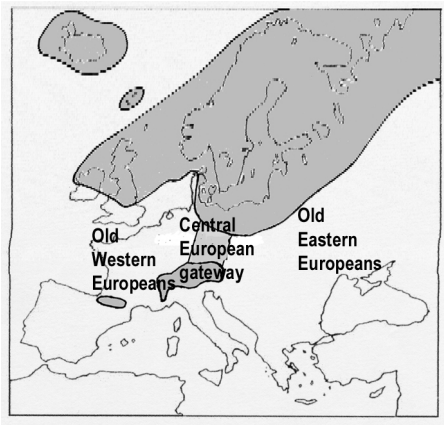 Old
Western
Europeans
Central
European
gateway
Old
Eastern
Europeans